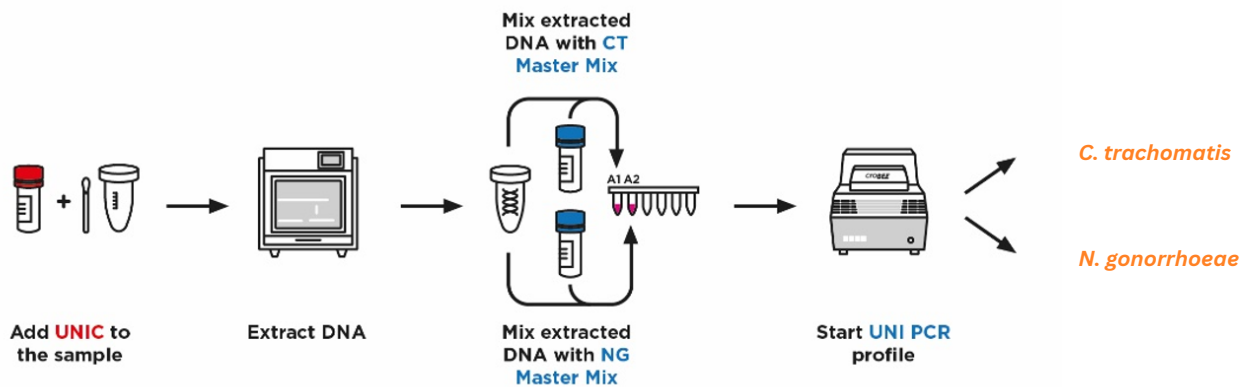 Mix extracted
DNA with CT
Master Mix
A1 A2
C. trachomatis
N. gonorrhoeae
Add UNIC to
the sample
Extract DNA
Mix extracted
DNA with NG
Master Mix
Start UNI PCR
profile